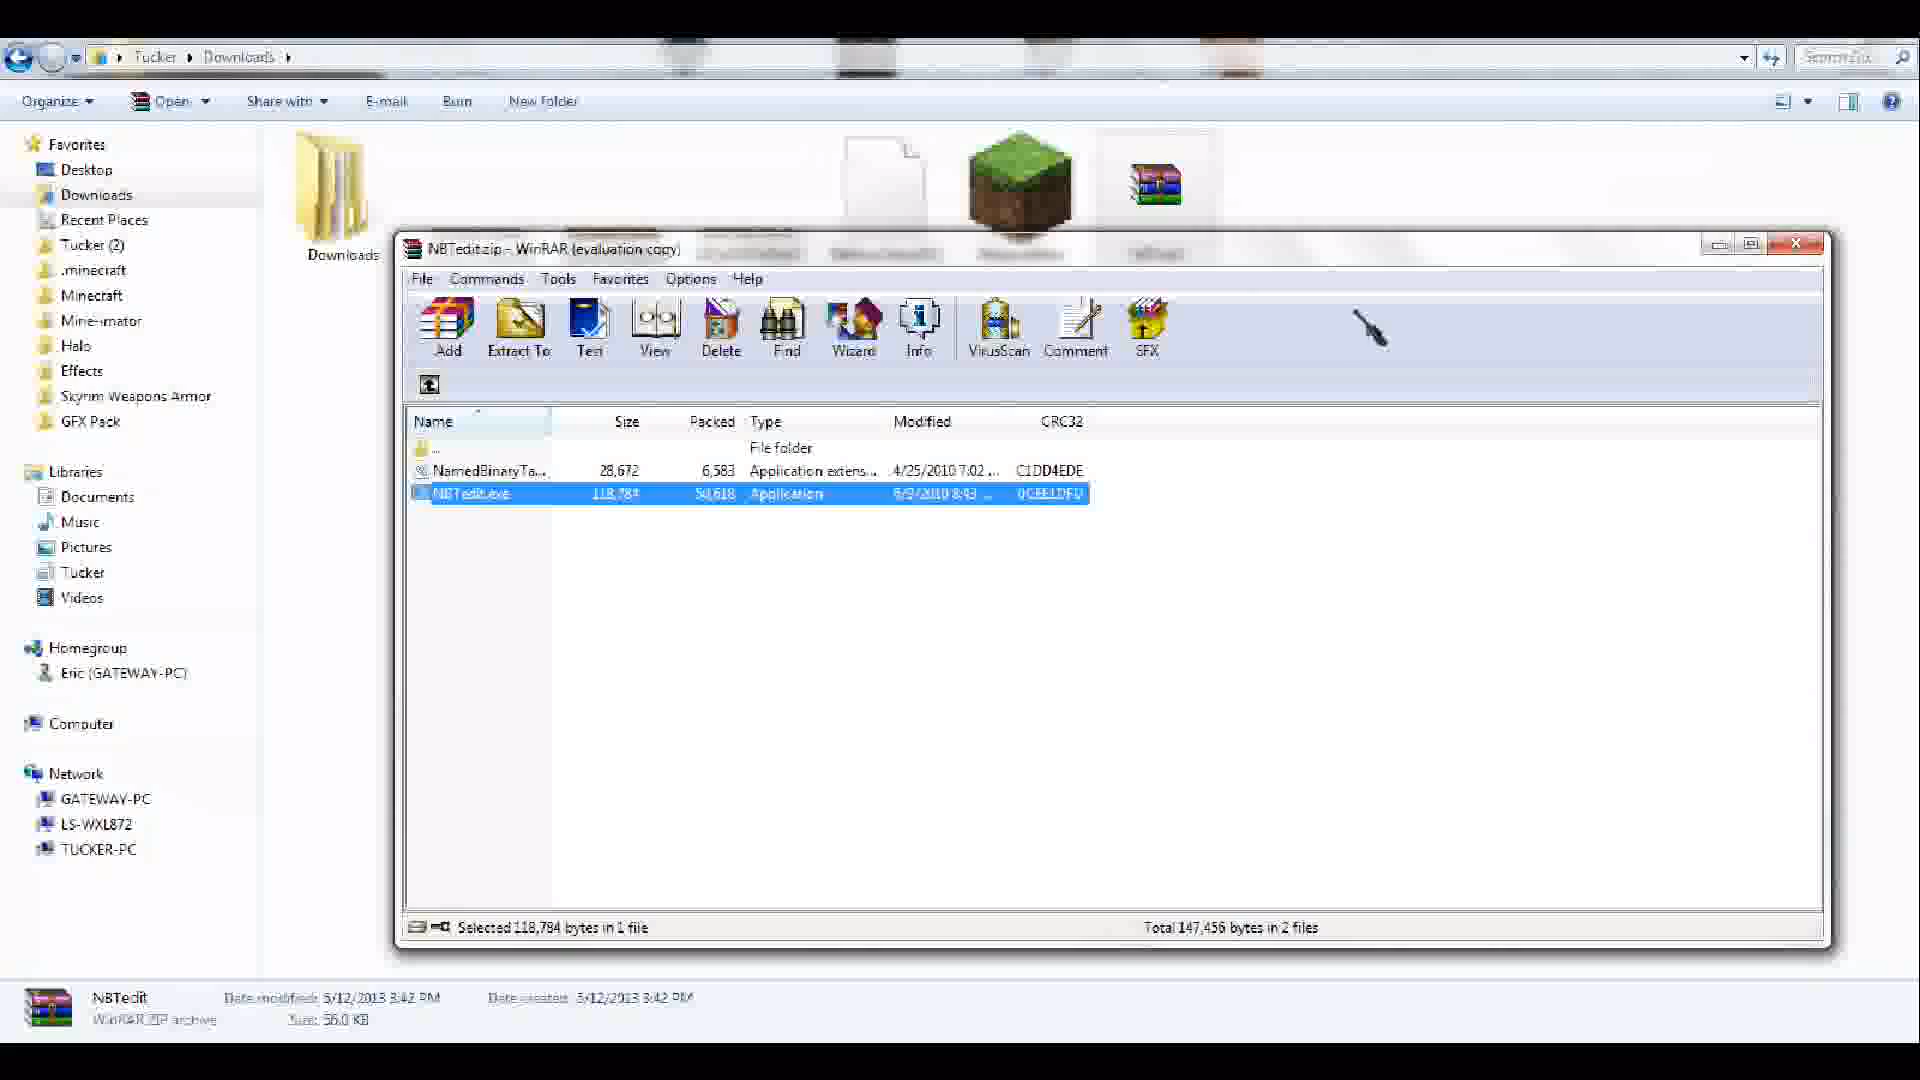 Tucker Downloads
Organize Open Share with E-mail Burn New Folder
Favorites
Desktop
Downloads
Recent Places
Tucker (2)
.minecraft
Minecraft
Mine-imator
Halo
Effects
Skyrim Weapons Armor
GFX Pack
Libraries
Documents
Music
Pictures
Tucker
Videos
Homegroup
Eric (GATEWAY-PC)
Computer
Network
GATEWAY-PC
LS-WXL872
TUCKER-PC
Downloads
NBTedit.zip - WinRAR (evaluation copy)
File Commands Tools Favorites Options Help
Add Extract To Test View Delete Find Wizard Info VirusScan Comment SFX
Name Size Packed Type Modified CRC32
.. File folder
NamedBinaryTa... 28,672 6,583 Application extens... 4/25/2010 7:02 ... C1DD4EDE
NBTedit.exe 118,784 Application
Selected 118,784 bytes in 1 file Total 147,456 bytes in 2 files
NBTedit Date modified: 5/12/2013 3:42 PM Date created: 5/12/2013 3:42 PM
WinRAR ZIP archive Size: 56.0 KB